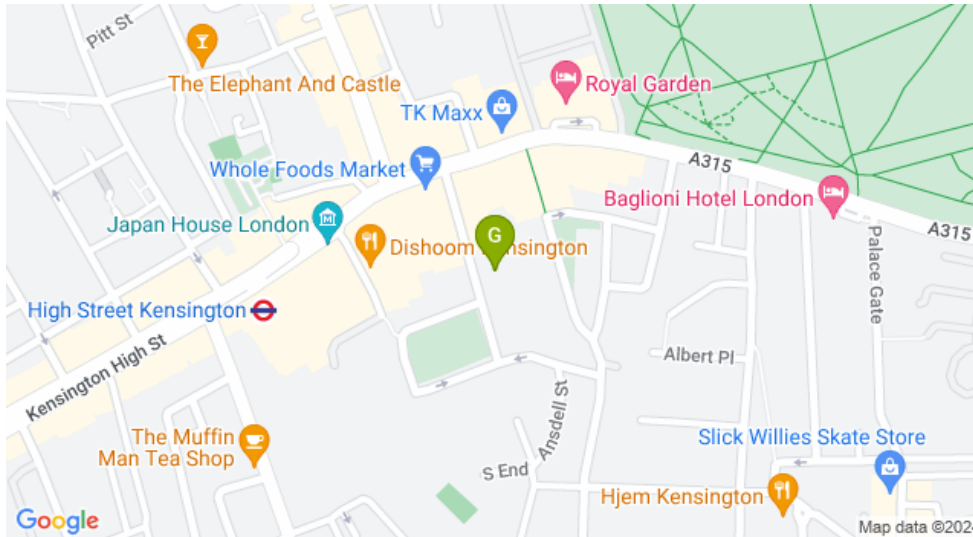 Pitt St
The Elephant And Castle
Royal Garden
TK Maxx
A315
Whole Foods Market
Baglioni Hotel London
Japan House London
G
A315
Dishoom Kensington
Palace Gate
High Street Kensington
Albert Pl
Kensington High St
Ansdell St
The Muffin
Man Tea Shop
Slick Willies Skate Store
S End
Hjem Kensington
Google
Map data ©2024